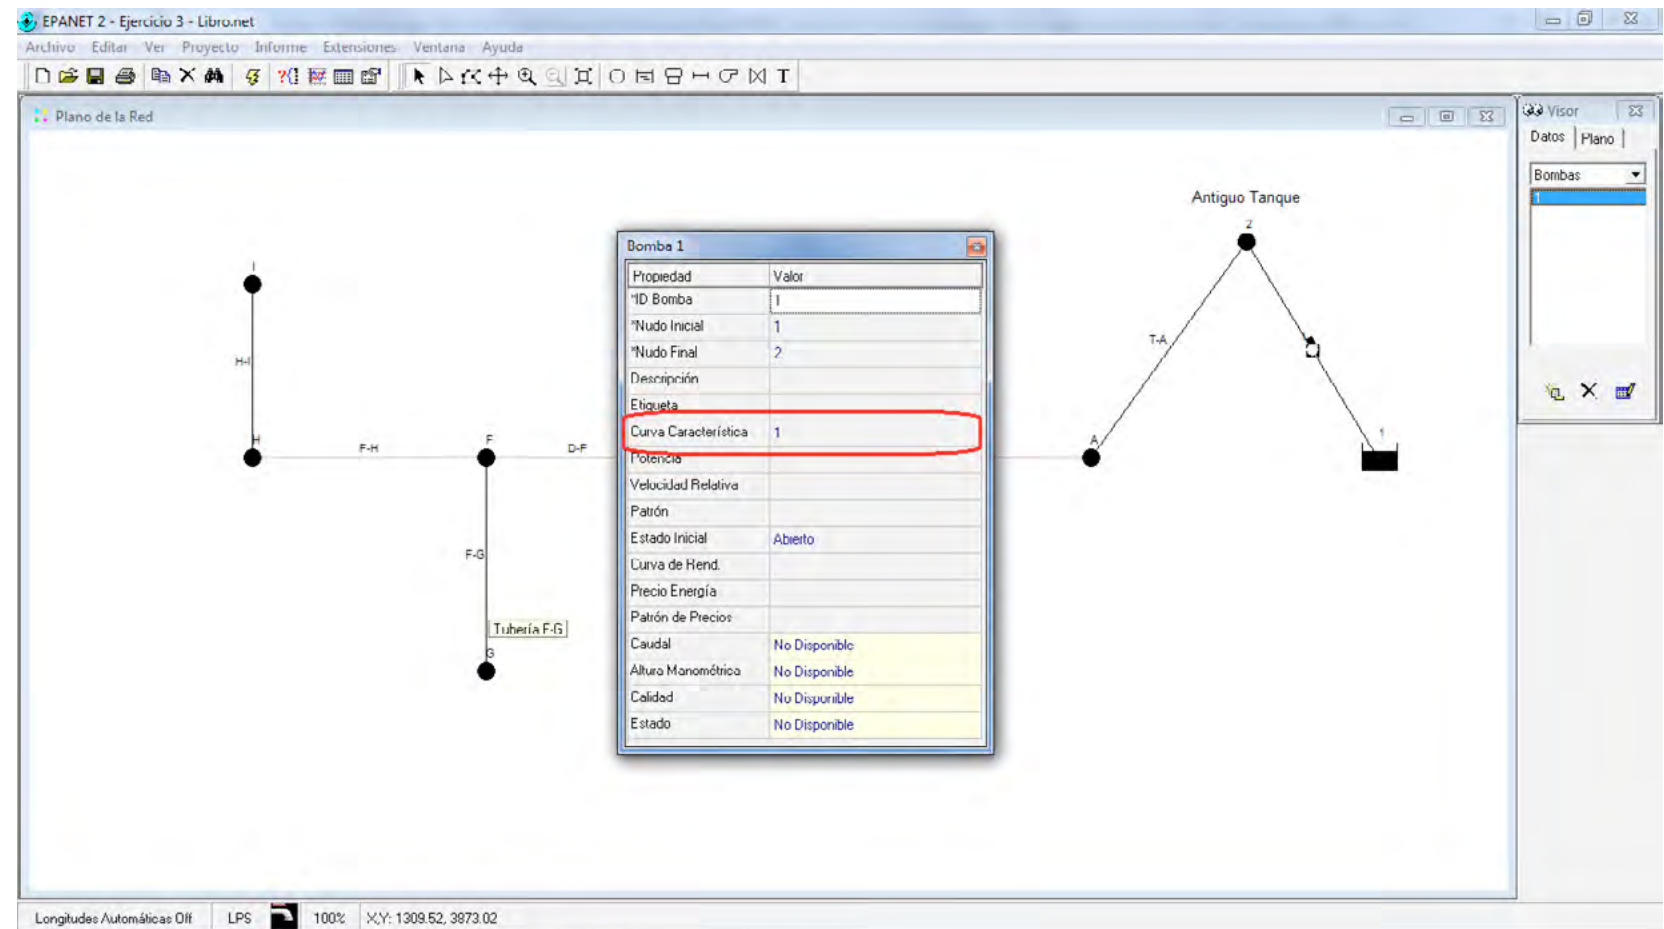 EPANET 2 - Ejercicio 3 - Libro.net
Archivo Editar Ver Proyecto Informe Extensiones Ventana Ayuda
T
Plano de la Red
Visor
Datos Plano
Bombas
1
Antiguo Tanque
2
I
H-I
H
F-H
F
D-F
F-G
Tubería F-G
G
T-A
A
1
Bomba 1
Propiedad Valor
*ID Bomba 1
*Nudo Inicial 1
*Nudo Final 2
Descripción
Etiqueta
Curva Característica 1
Potencia
Velocidad Relativa
Patrón
Estado Inicial Abierto
Curva de Rend.
Precio Energía
Patrón de Precios
Caudal No Disponible
Altura Manométrica No Disponible
Calidad No Disponible
Estado No Disponible
Longitudes Automáticas Off LPS 100% X,Y: 1309.52, 3873.02